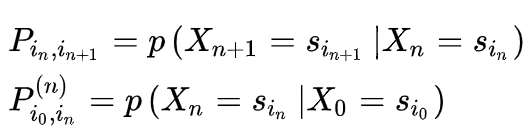 P_{i_n,i_{n+1}} = p(X_{n+1} = s_{i_{n+1}} | X_n = s_{i_n})
P^{(n)}_{i_0,i_n} = p(X_n = s_{i_n} | X_0 = s_{i_0})